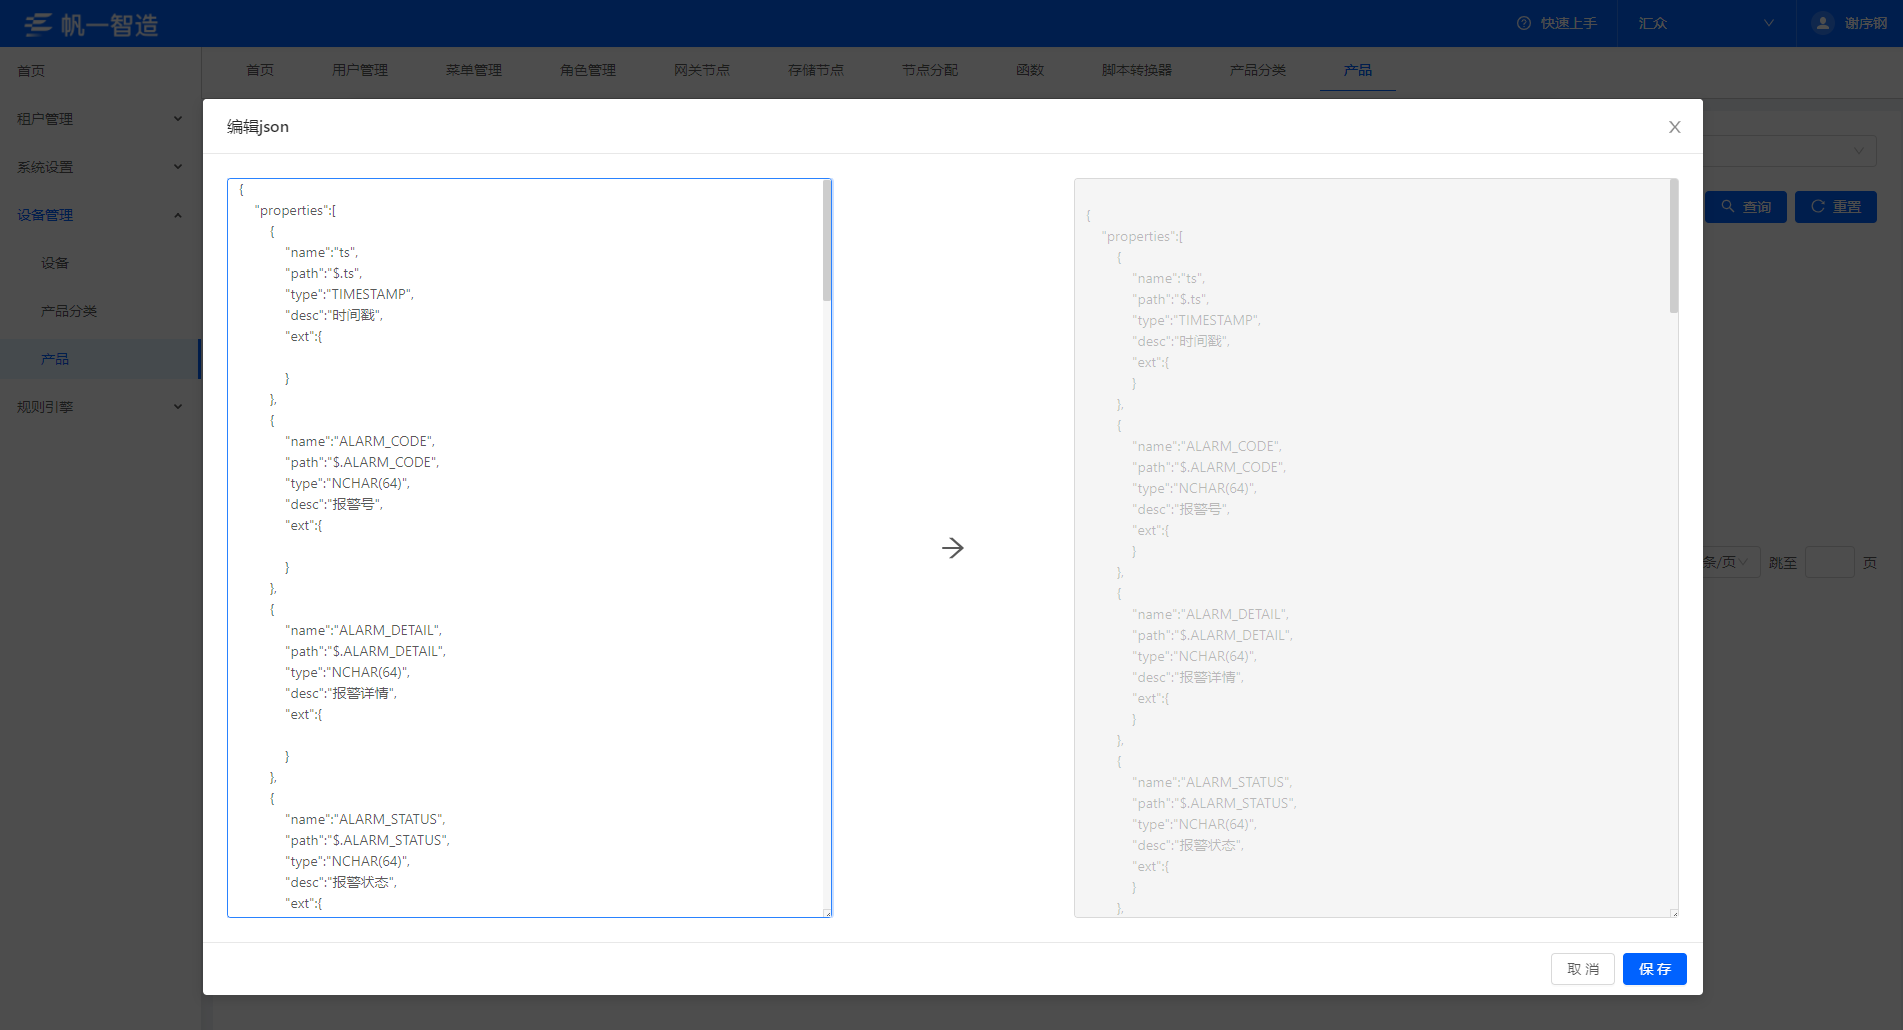 帆一智造
快速上手
汇众
谢序钢
首页
租户管理
系统设置
设备管理
设备
产品分类
产品
规则引擎
首页
用户管理
菜单管理
角色管理
网关节点
存储节点
节点分配
函数
脚本转换器
产品分类
产品
查询
重置
条/页
跳至
页
编辑json
{
"properties":[
{
"name":"ts",
"path":"$.ts",
"type":"TIMESTAMP",
"desc":"时间戳",
"ext":{
}
},
{
"name":"ALARM_CODE",
"path":"$.ALARM_CODE",
"type":"NCHAR(64)",
"desc":"报警号",
"ext":{
}
},
{
"name":"ALARM_DETAIL",
"path":"$.ALARM_DETAIL",
"type":"NCHAR(64)",
"desc":"报警详情",
"ext":{
}
},
{
"name":"ALARM_STATUS",
"path":"$.ALARM_STATUS",
"type":"NCHAR(64)",
"desc":"报警状态",
"ext":{
{
"properties":[
{
"name":"ts",
"path":"$.ts",
"type":"TIMESTAMP",
"desc":"时间戳",
"ext":{
}
},
{
"name":"ALARM_CODE",
"path":"$.ALARM_CODE",
"type":"NCHAR(64)",
"desc":"报警号",
"ext":{
}
},
{
"name":"ALARM_DETAIL",
"path":"$.ALARM_DETAIL",
"type":"NCHAR(64)",
"desc":"报警详情",
"ext":{
}
},
{
"name":"ALARM_STATUS",
"path":"$.ALARM_STATUS",
"type":"NCHAR(64)",
"desc":"报警状态",
"ext":{
}
},
取 消
保 存